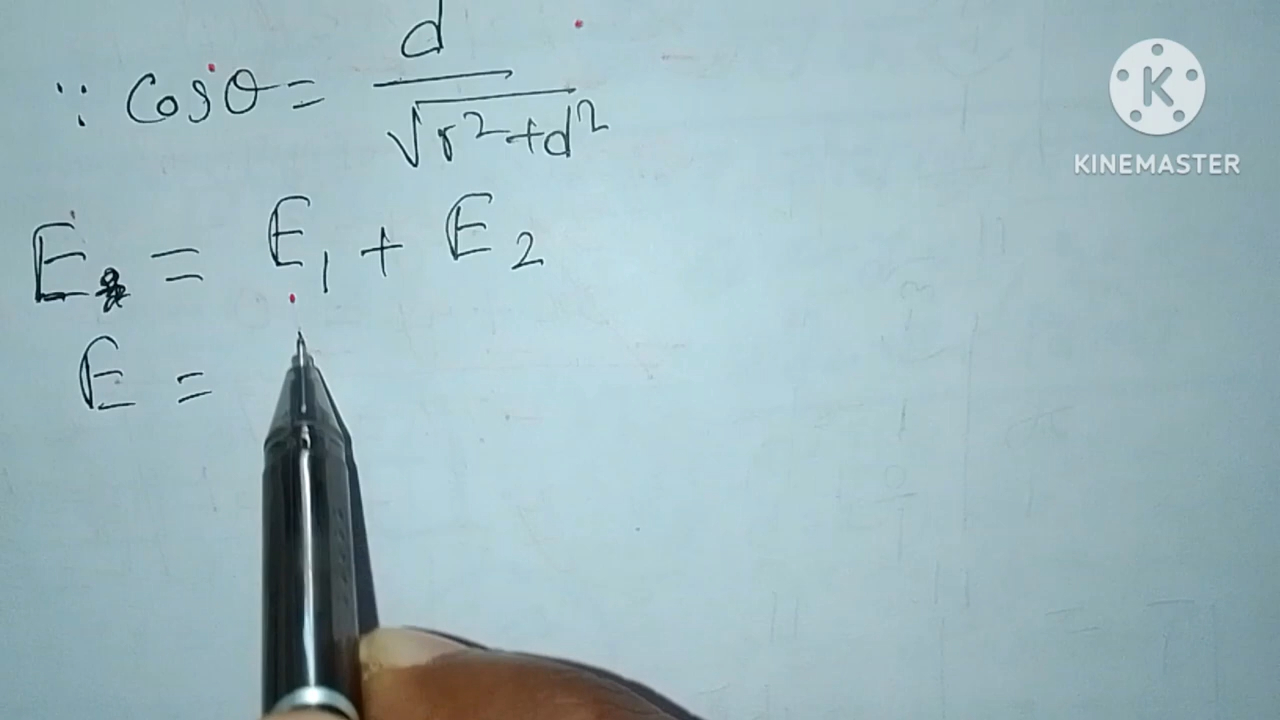 ∵ Cosθ = d / √r²+d²
K
KINEMASTER
E = E₁ + E₂
E =